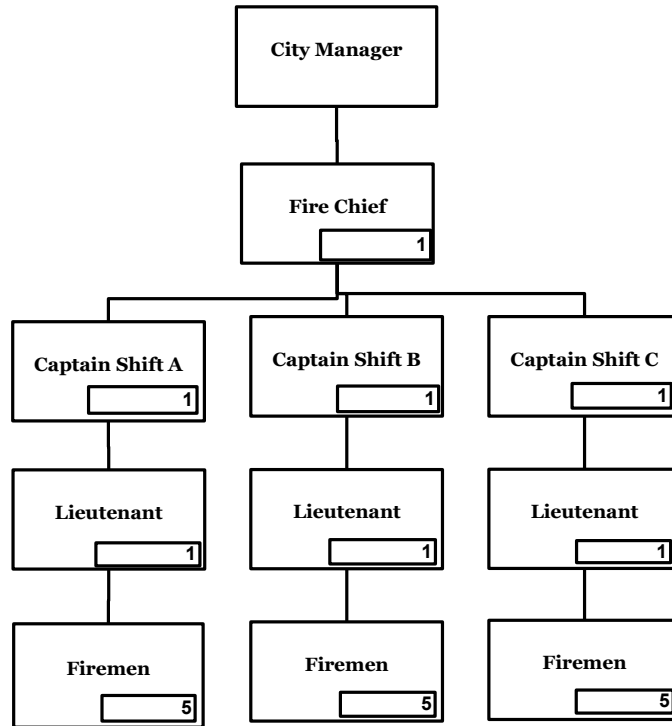 City Manager
Fire Chief
1
Captain Shift A
1
Captain Shift B
1
Captain Shift C
1
Lieutenant
1
Lieutenant
1
Lieutenant
1
Firemen
5
Firemen
5
Firemen
5